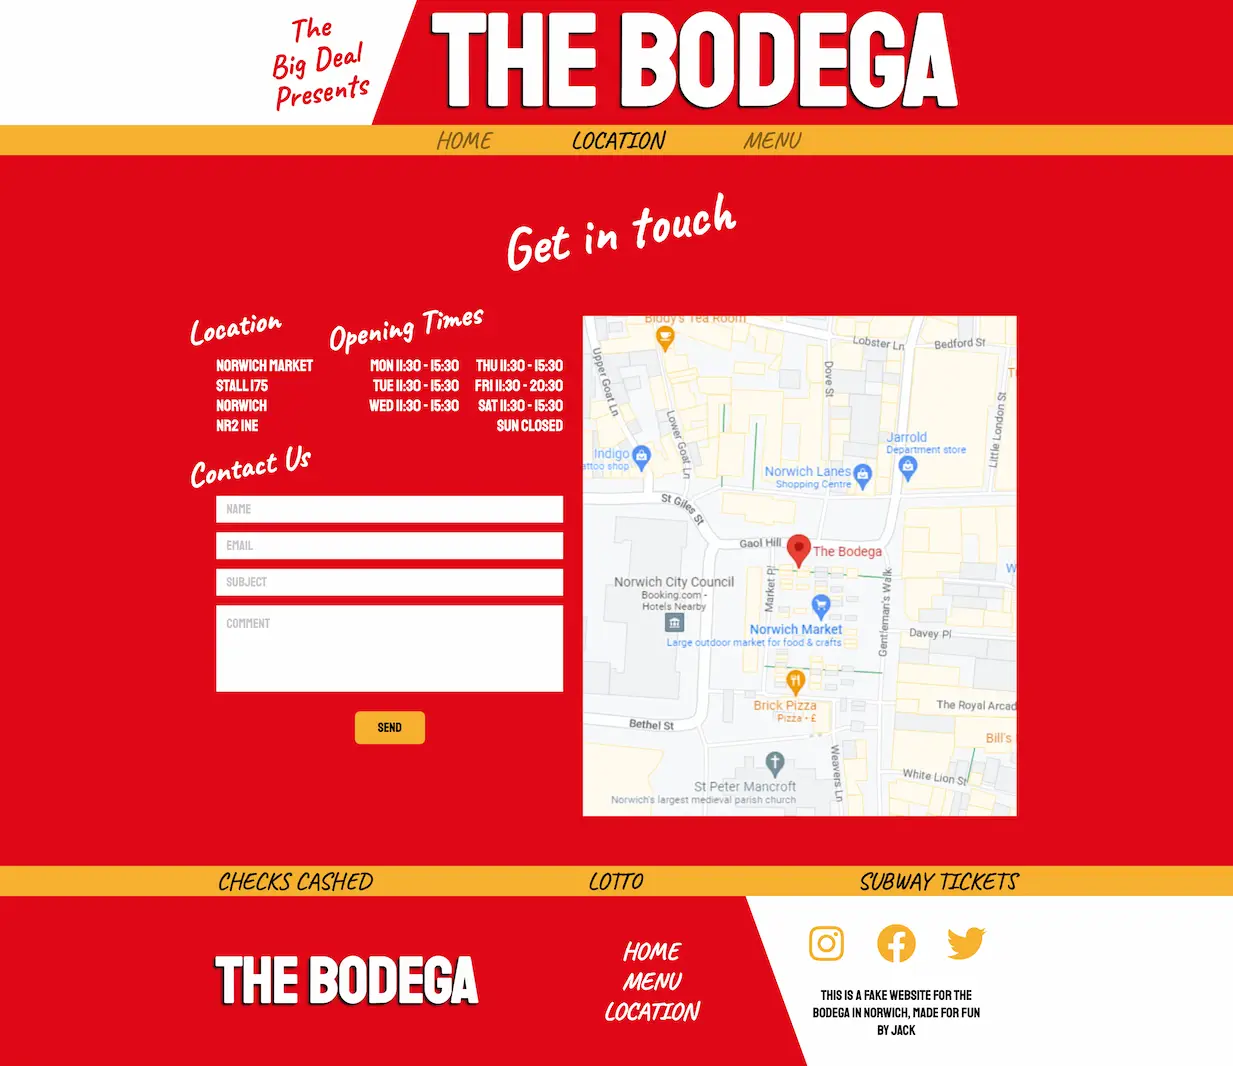 The
Big Deal
Presents
THE BODEGA
HOME LOCATION MENU
Get in touch
Location
NORWICH MARKET
STALL 175
NORWICH
NR2 1NE
Opening Times
MON 11:30 - 15:30 THU 11:30 - 15:30
TUE 11:30 - 15:30 FRI 11:30 - 20:30
WED 11:30 - 15:30 SAT 11:30 - 15:30
SUN CLOSED
Contact Us
NAME
EMAIL
SUBJECT
COMMENT
SEND
Biddy's Tea Room
Lobster Ln
Bedford St
Upper Goat Ln
Dove St
Lower Goat Ln
Little London St
Jarrold
Department store
Indigo
attoo shop
Norwich Lanes
Shopping Centre
St Giles St
Gaol Hill
The Bodega
Norwich City Council
Booking.com -
Hotels Nearby
Market Pl
Gentleman's Walk
Norwich Market
Large outdoor market for food & crafts
Davey Pl
Brick Pizza
Pizza - £
The Royal Arcad
Bethel St
Bill's
Weavers Ln
White Lion St
St Peter Mancroft
Norwich's largest medieval parish church
CHECKS CASHED LOTTO SUBWAY TICKETS
THE BODEGA
HOME
MENU
LOCATION
THIS IS A FAKE WEBSITE FOR THE
BODEGA IN NORWICH, MADE FOR FUN
BY JACK